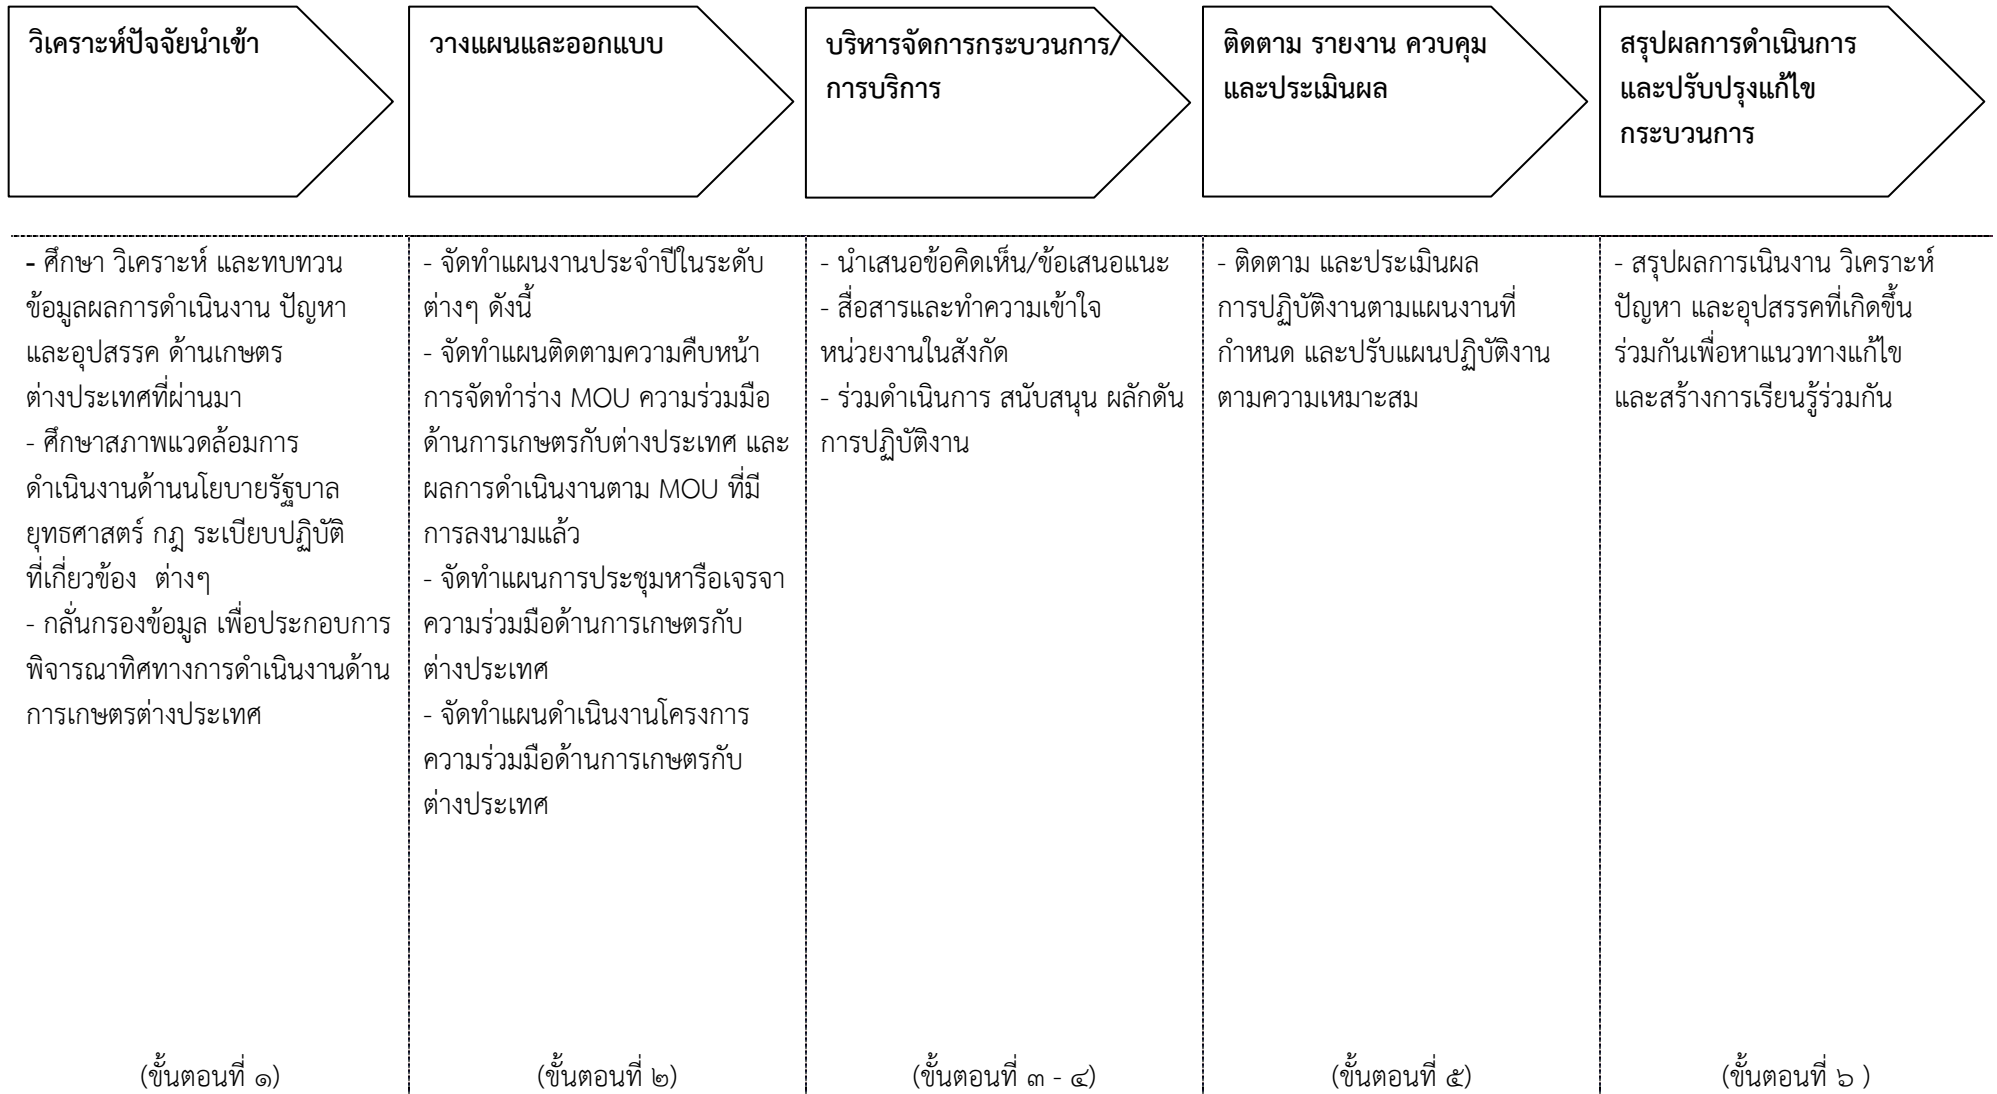 วิเคราะห์ปัจจัยนำเข้า
วางแผนและออกแบบ
บริหารจัดการกระบวนการ/
การบริการ
ติดตาม รายงาน ควบคุม
และประเมินผล
สรุปผลการดำเนินการ
และปรับปรุงแก้ไข
กระบวนการ
- ศึกษา วิเคราะห์ และทบทวน
ข้อมูลผลการดำเนินงาน ปัญหา
และอุปสรรค ด้านเกษตร
ต่างประเทศที่ผ่านมา
- ศึกษาสภาพแวดล้อมการ
ดำเนินงานด้านนโยบายรัฐบาล
ยุทธศาสตร์ กฎ ระเบียบปฏิบัติ
ที่เกี่ยวข้อง ต่างๆ
- กลั่นกรองข้อมูล เพื่อประกอบการ
พิจารณาทิศทางการดำเนินงานด้าน
การเกษตรต่างประเทศ
(ขั้นตอนที่ ๑)
- จัดทำแผนงานประจำปีในระดับ
ต่างๆ ดังนี้
- จัดทำแผนติดตามความคืบหน้า
การจัดทำร่าง MOU ความร่วมมือ
ด้านการเกษตรกับต่างประเทศ และ
ผลการดำเนินงานตาม MOU ที่มี
การลงนามแล้ว
- จัดทำแผนการประชุมหารือเจรจา
ความร่วมมือด้านการเกษตรกับ
ต่างประเทศ
- จัดทำแผนดำเนินงานโครงการ
ความร่วมมือด้านการเกษตรกับ
ต่างประเทศ
(ขั้นตอนที่ ๒)
- นำเสนอข้อคิดเห็น/ข้อเสนอแนะ
- สื่อสารและทำความเข้าใจ
หน่วยงานในสังกัด
- ร่วมดำเนินการ สนับสนุน ผลักดัน
การปฏิบัติงาน
(ขั้นตอนที่ ๓ - ๔)
- ติดตาม และประเมินผล
การปฏิบัติงานตามแผนงานที่
กำหนด และปรับแผนปฏิบัติงาน
ตามความเหมาะสม
(ขั้นตอนที่ ๕)
- สรุปผลการเนินงาน วิเคราะห์
ปัญหา และอุปสรรคที่เกิดขึ้น
ร่วมกันเพื่อหาแนวทางแก้ไข
และสร้างการเรียนรู้ร่วมกัน
(ขั้นตอนที่ ๖ )